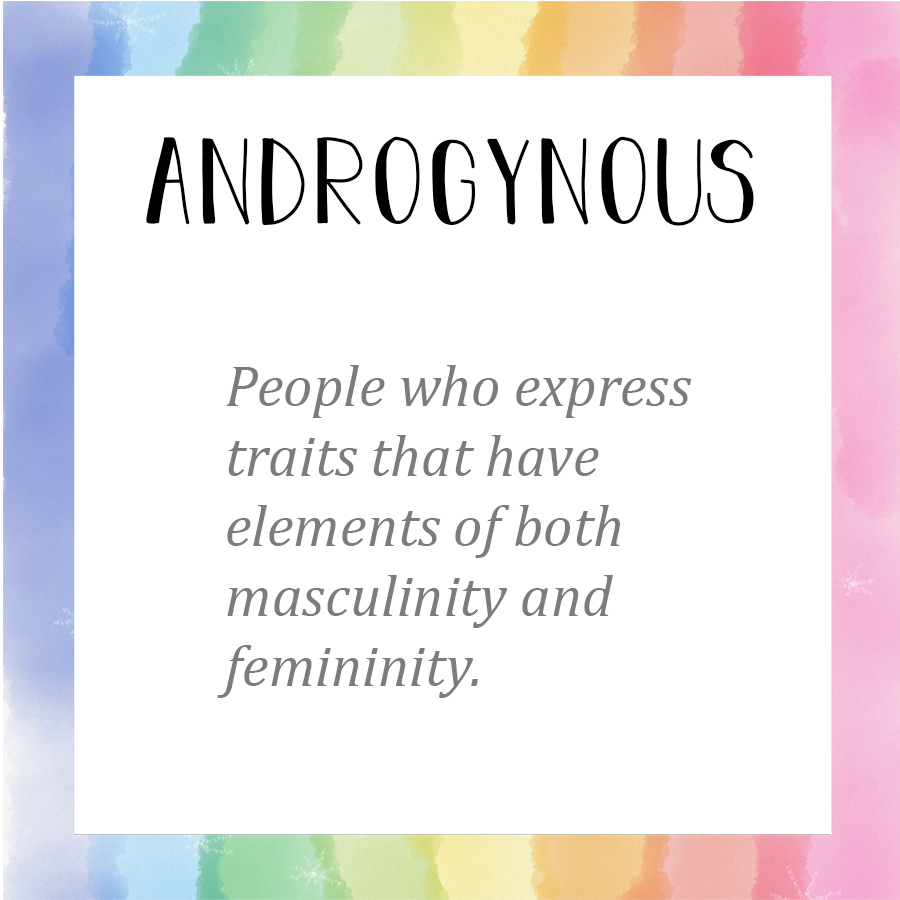 ANDROGYNOUS
People who express
traits that have
elements of both
masculinity and
femininity.